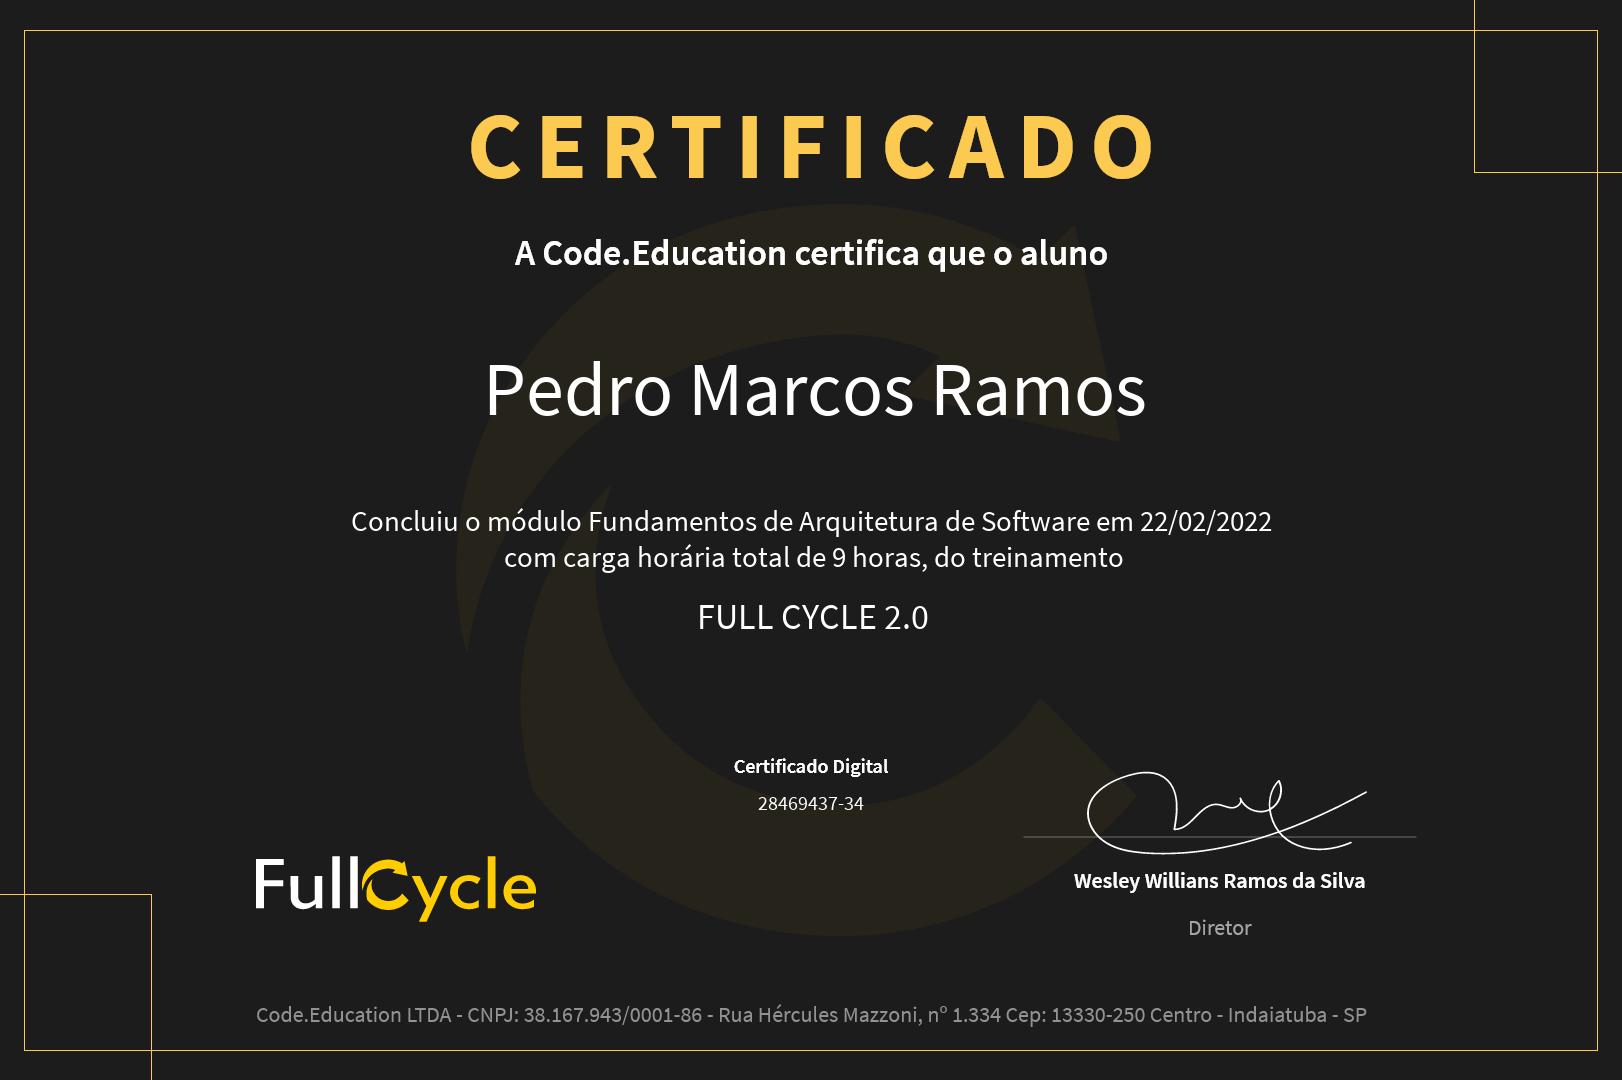 CERTIFICADO
A Code.Education certifica que o aluno
Pedro Marcos Ramos
Concluiu o módulo Fundamentos de Arquitetura de Software em 22/02/2022
com carga horária total de 9 horas, do treinamento
FULL CYCLE 2.0
Certificado Digital
28469437-34
FullCycle
Wesley Willians Ramos da Silva
Diretor
Code.Education LTDA - CNPJ: 38.167.943/0001-86 - Rua Hércules Mazzoni, nº 1.334 Cep: 13330-250 Centro - Indaiatuba - SP